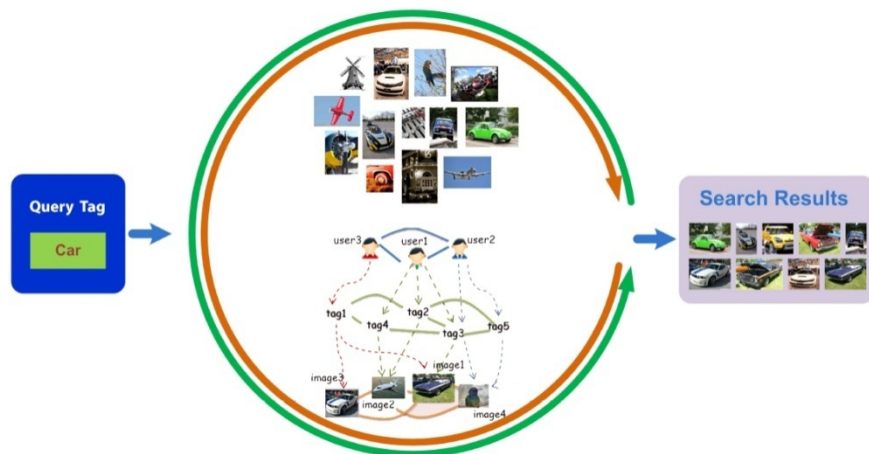 Query Tag
Car
user3
user1
user2
tag1
tag4
tag2
tag3
tag5
image3
image2
image1
image4
Search Results